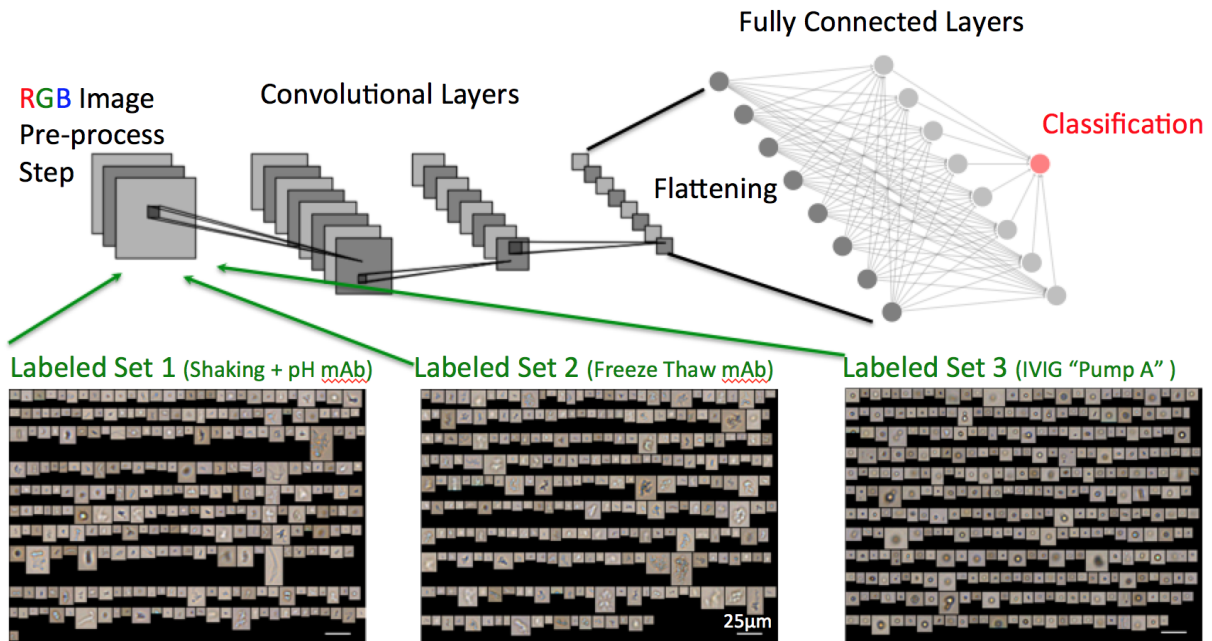 Fully Connected Layers
RGB Image
Pre-process
Step
Convolutional Layers
Classification
Flattening
Labeled Set 1 (Shaking + pH mAb)
Labeled Set 2 (Freeze Thaw mAb)
Labeled Set 3 (IVIG “Pump A” )
25μm